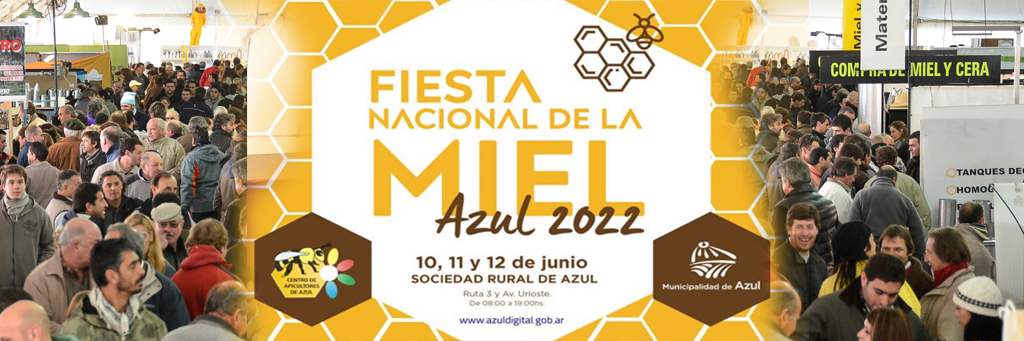 FIESTA
NACIONAL DE LA
MIEL
Azul 2022
10, 11 y 12 de junio
SOCIEDAD RURAL DE AZUL
Ruta 3 y Av. Urioste.
De 08:00 a 19:00hs.
www.azuldigital.gob.ar
CENTRO DE
APICULTORES
DE AZUL
Municipalidad de Azul
Miel y
Mater
COMPRA DE MIEL Y CERA
TANQUES DE
HOMO
RO